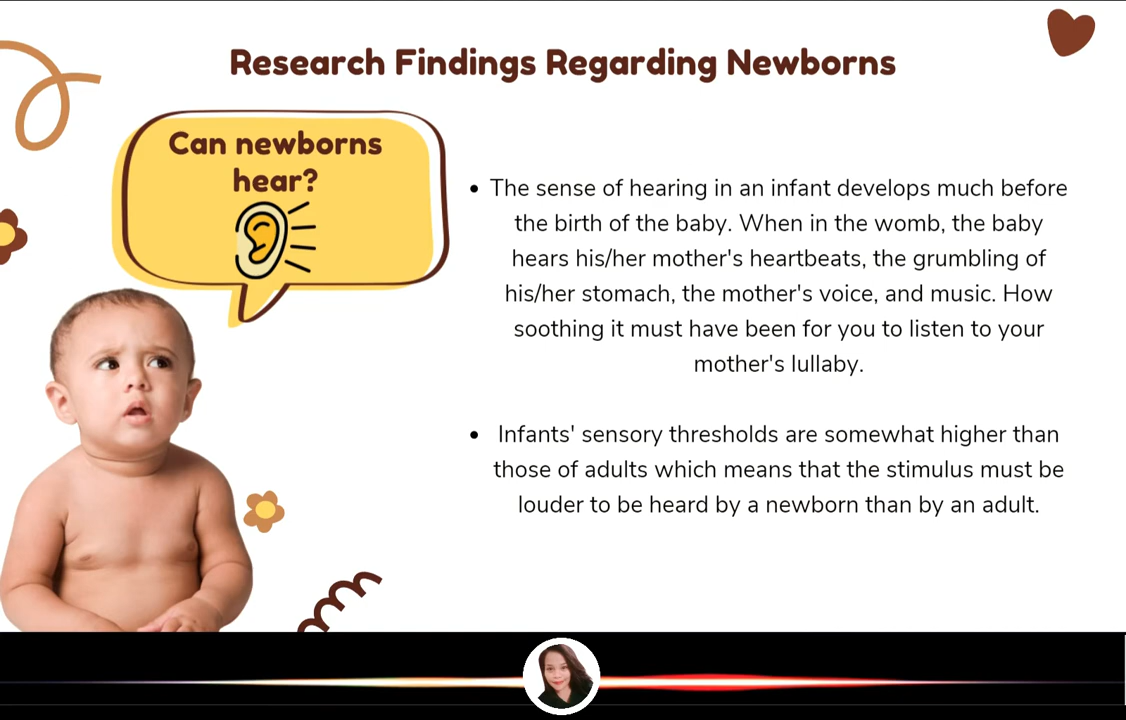 Research Findings Regarding Newborns
Can newborns
hear?
• The sense of hearing in an infant develops much before
the birth of the baby. When in the womb, the baby
hears his/her mother's heartbeats, the grumbling of
his/her stomach, the mother's voice, and music. How
soothing it must have been for you to listen to your
mother's lullaby.
• Infants' sensory thresholds are somewhat higher than
those of adults which means that the stimulus must be
louder to be heard by a newborn than by an adult.